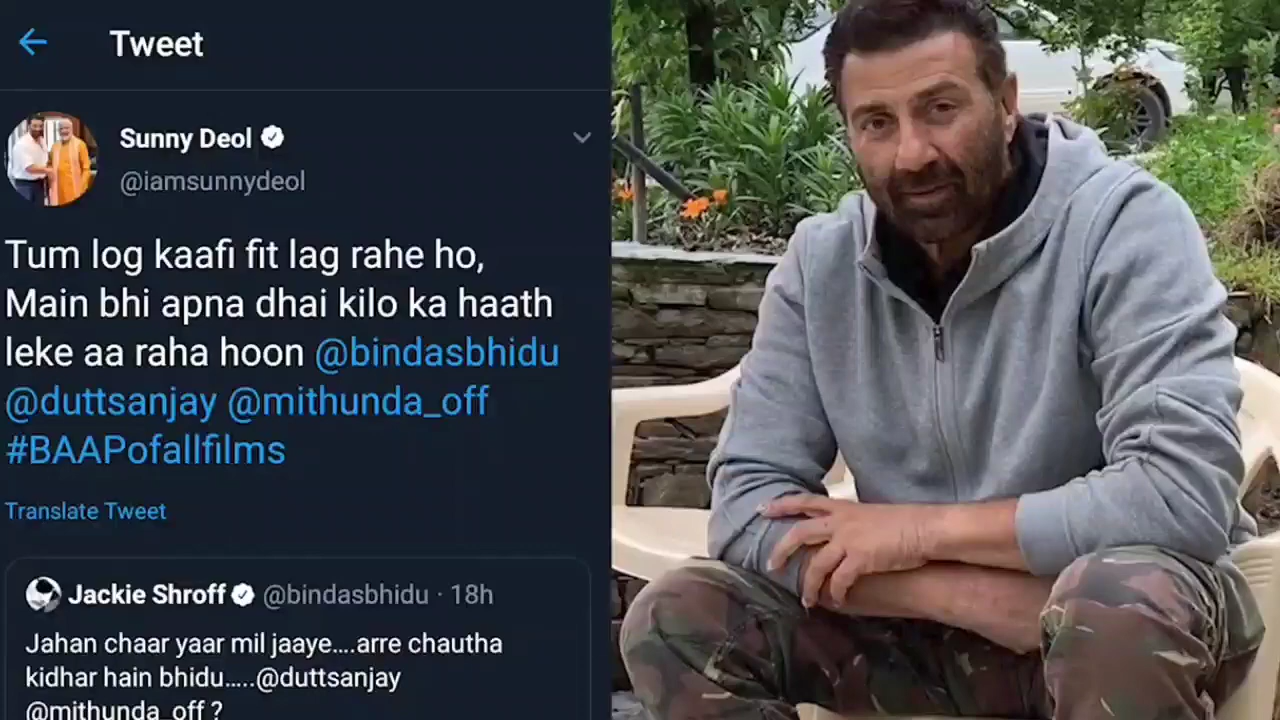 Tweet
Sunny Deol
@iamsunnydeol
Tum log kaafi fit lag rahe ho,
Main bhi apna dhai kilo ka haath
leke aa raha hoon @bindasbhidu
@duttsanjay @mithunda_off
#BAAPofallfilms
Translate Tweet
Jackie Shroff @bindasbhidu · 18h
Jahan chaar yaar mil jaaye....arre chautha
kidhar hain bhidu.....@duttsanjay
@mithunda_off ?